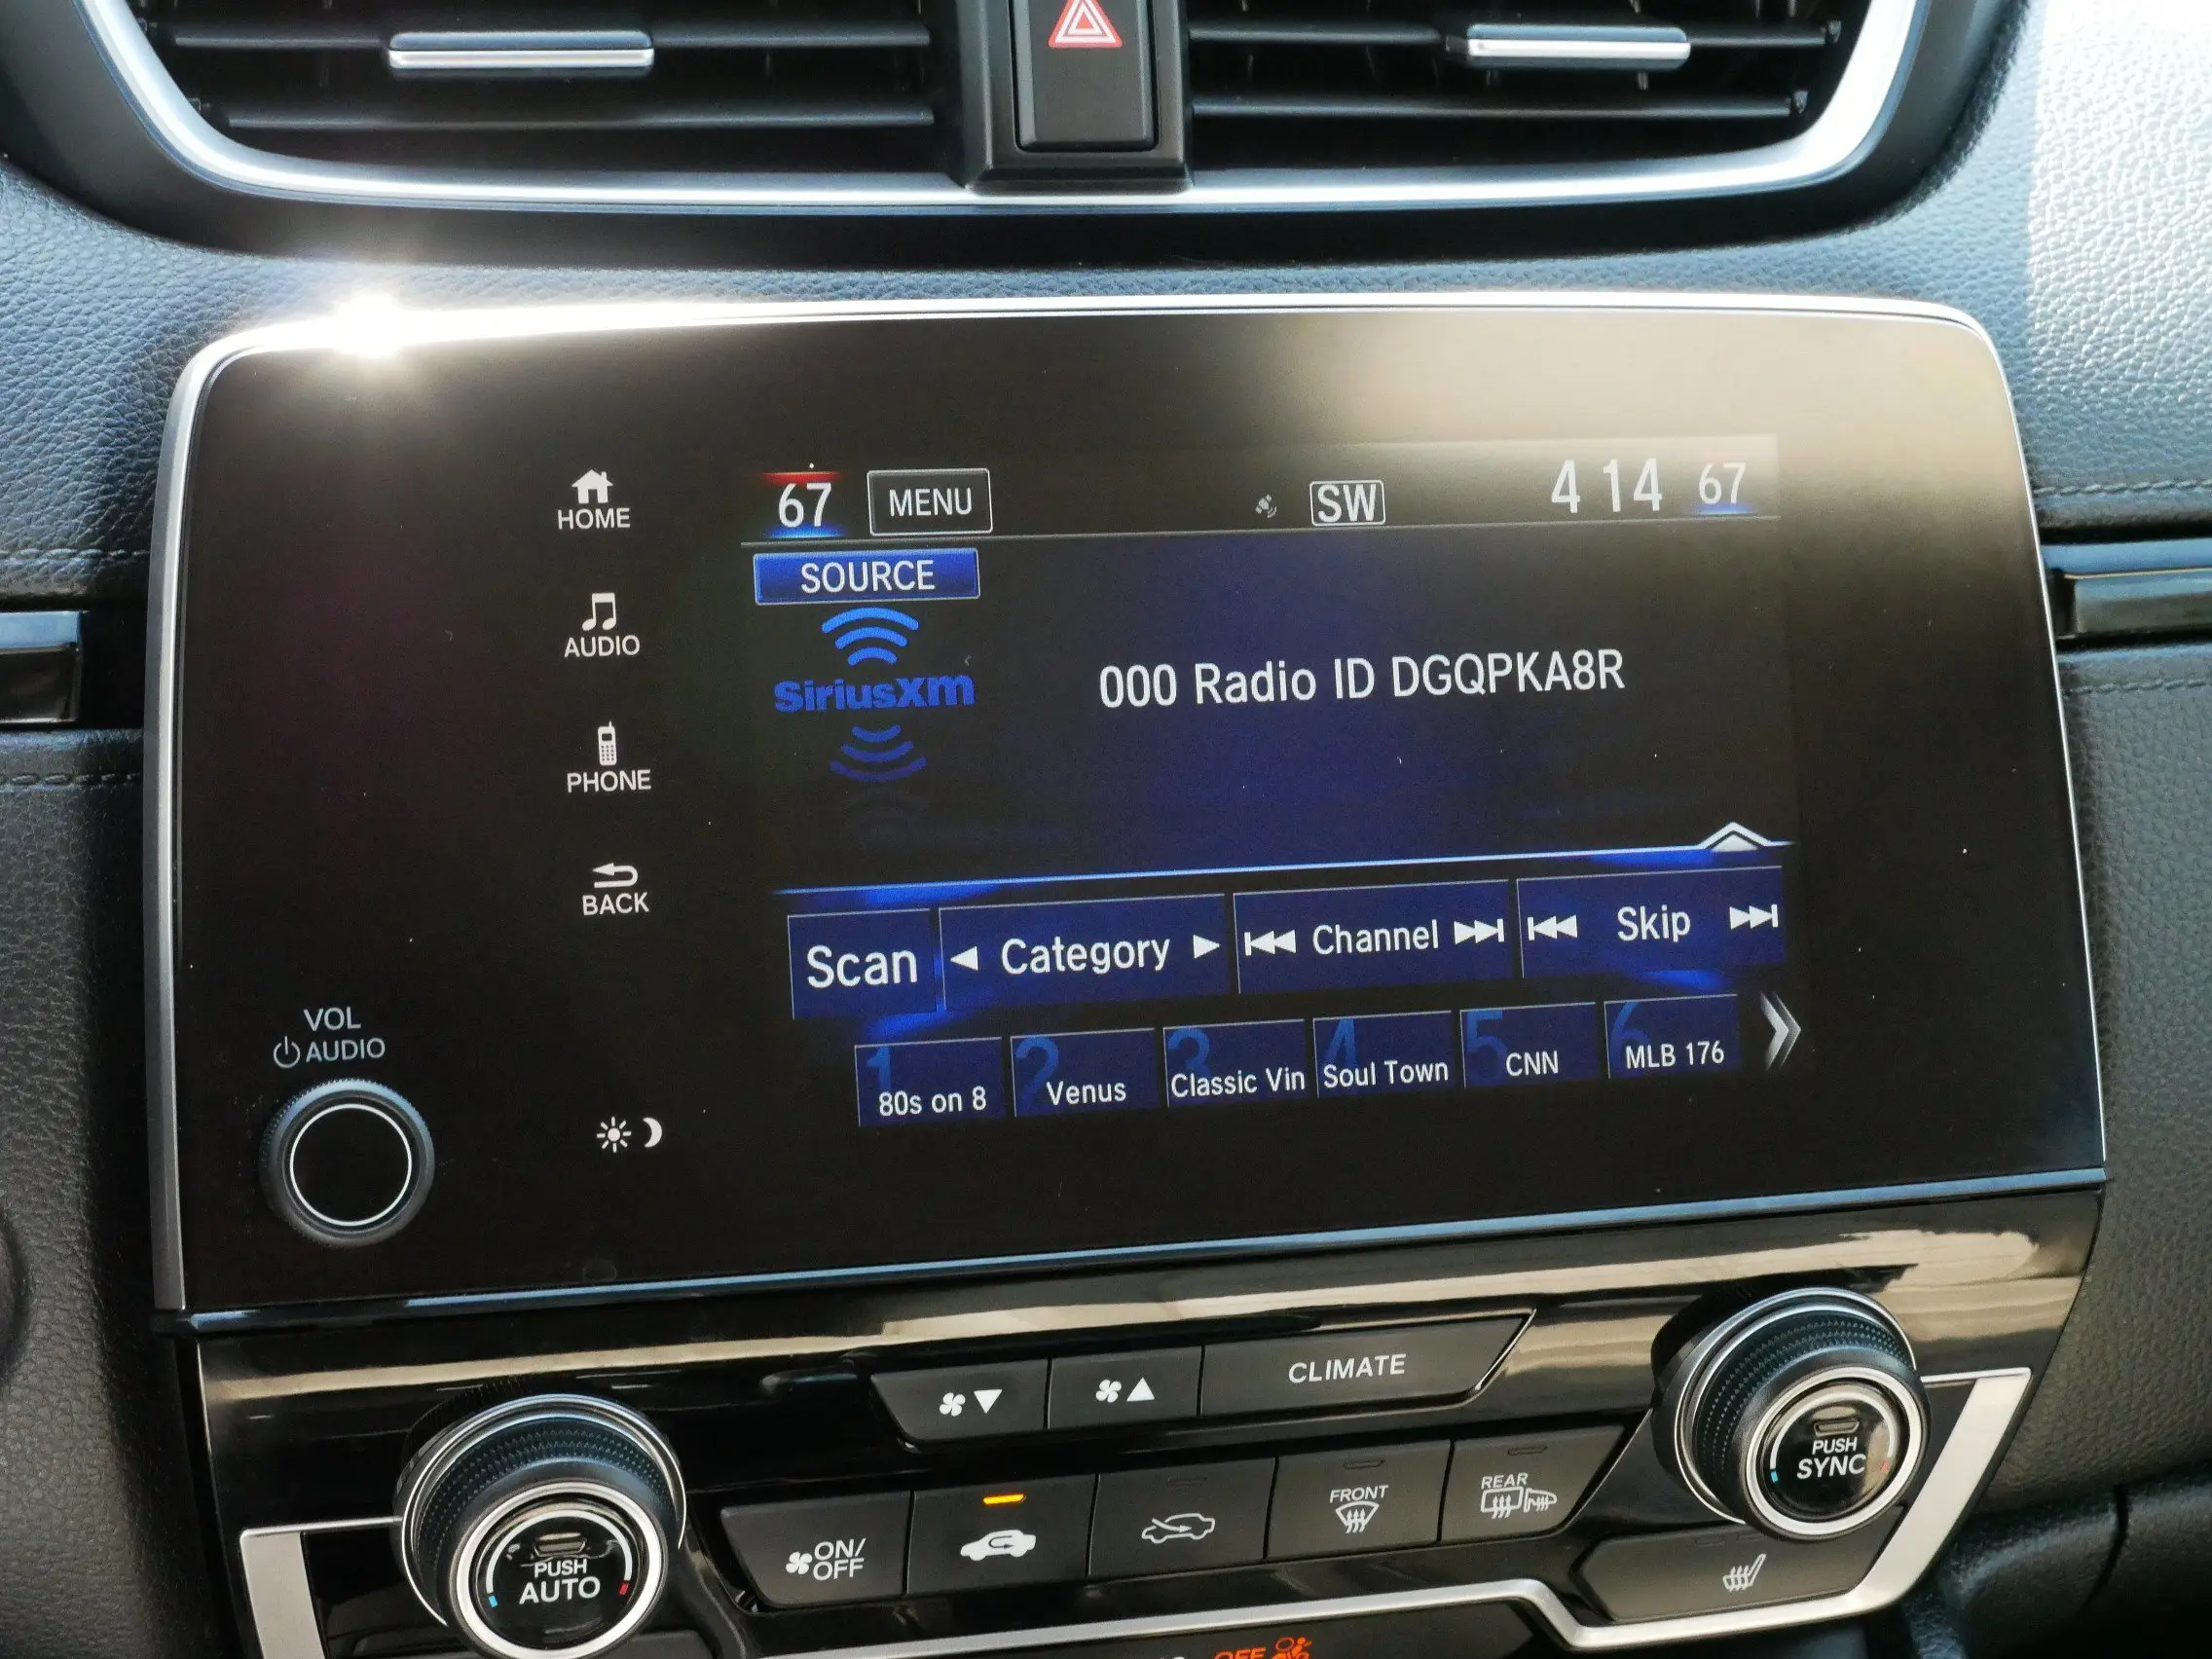 67 MENU SW 4 14 67
HOME
SOURCE
AUDIO
SiriusXM
000 Radio ID DGQPKA8R
PHONE
BACK
Scan Category Channel Skip
1 80s on 8
2 Venus
3 Classic Vin
4 Soul Town
5 CNN
6 MLB 176
VOL
AUDIO
CLIMATE
PUSH
SYNC
FRONT
REAR
ON/
OFF
PUSH
AUTO
OFF